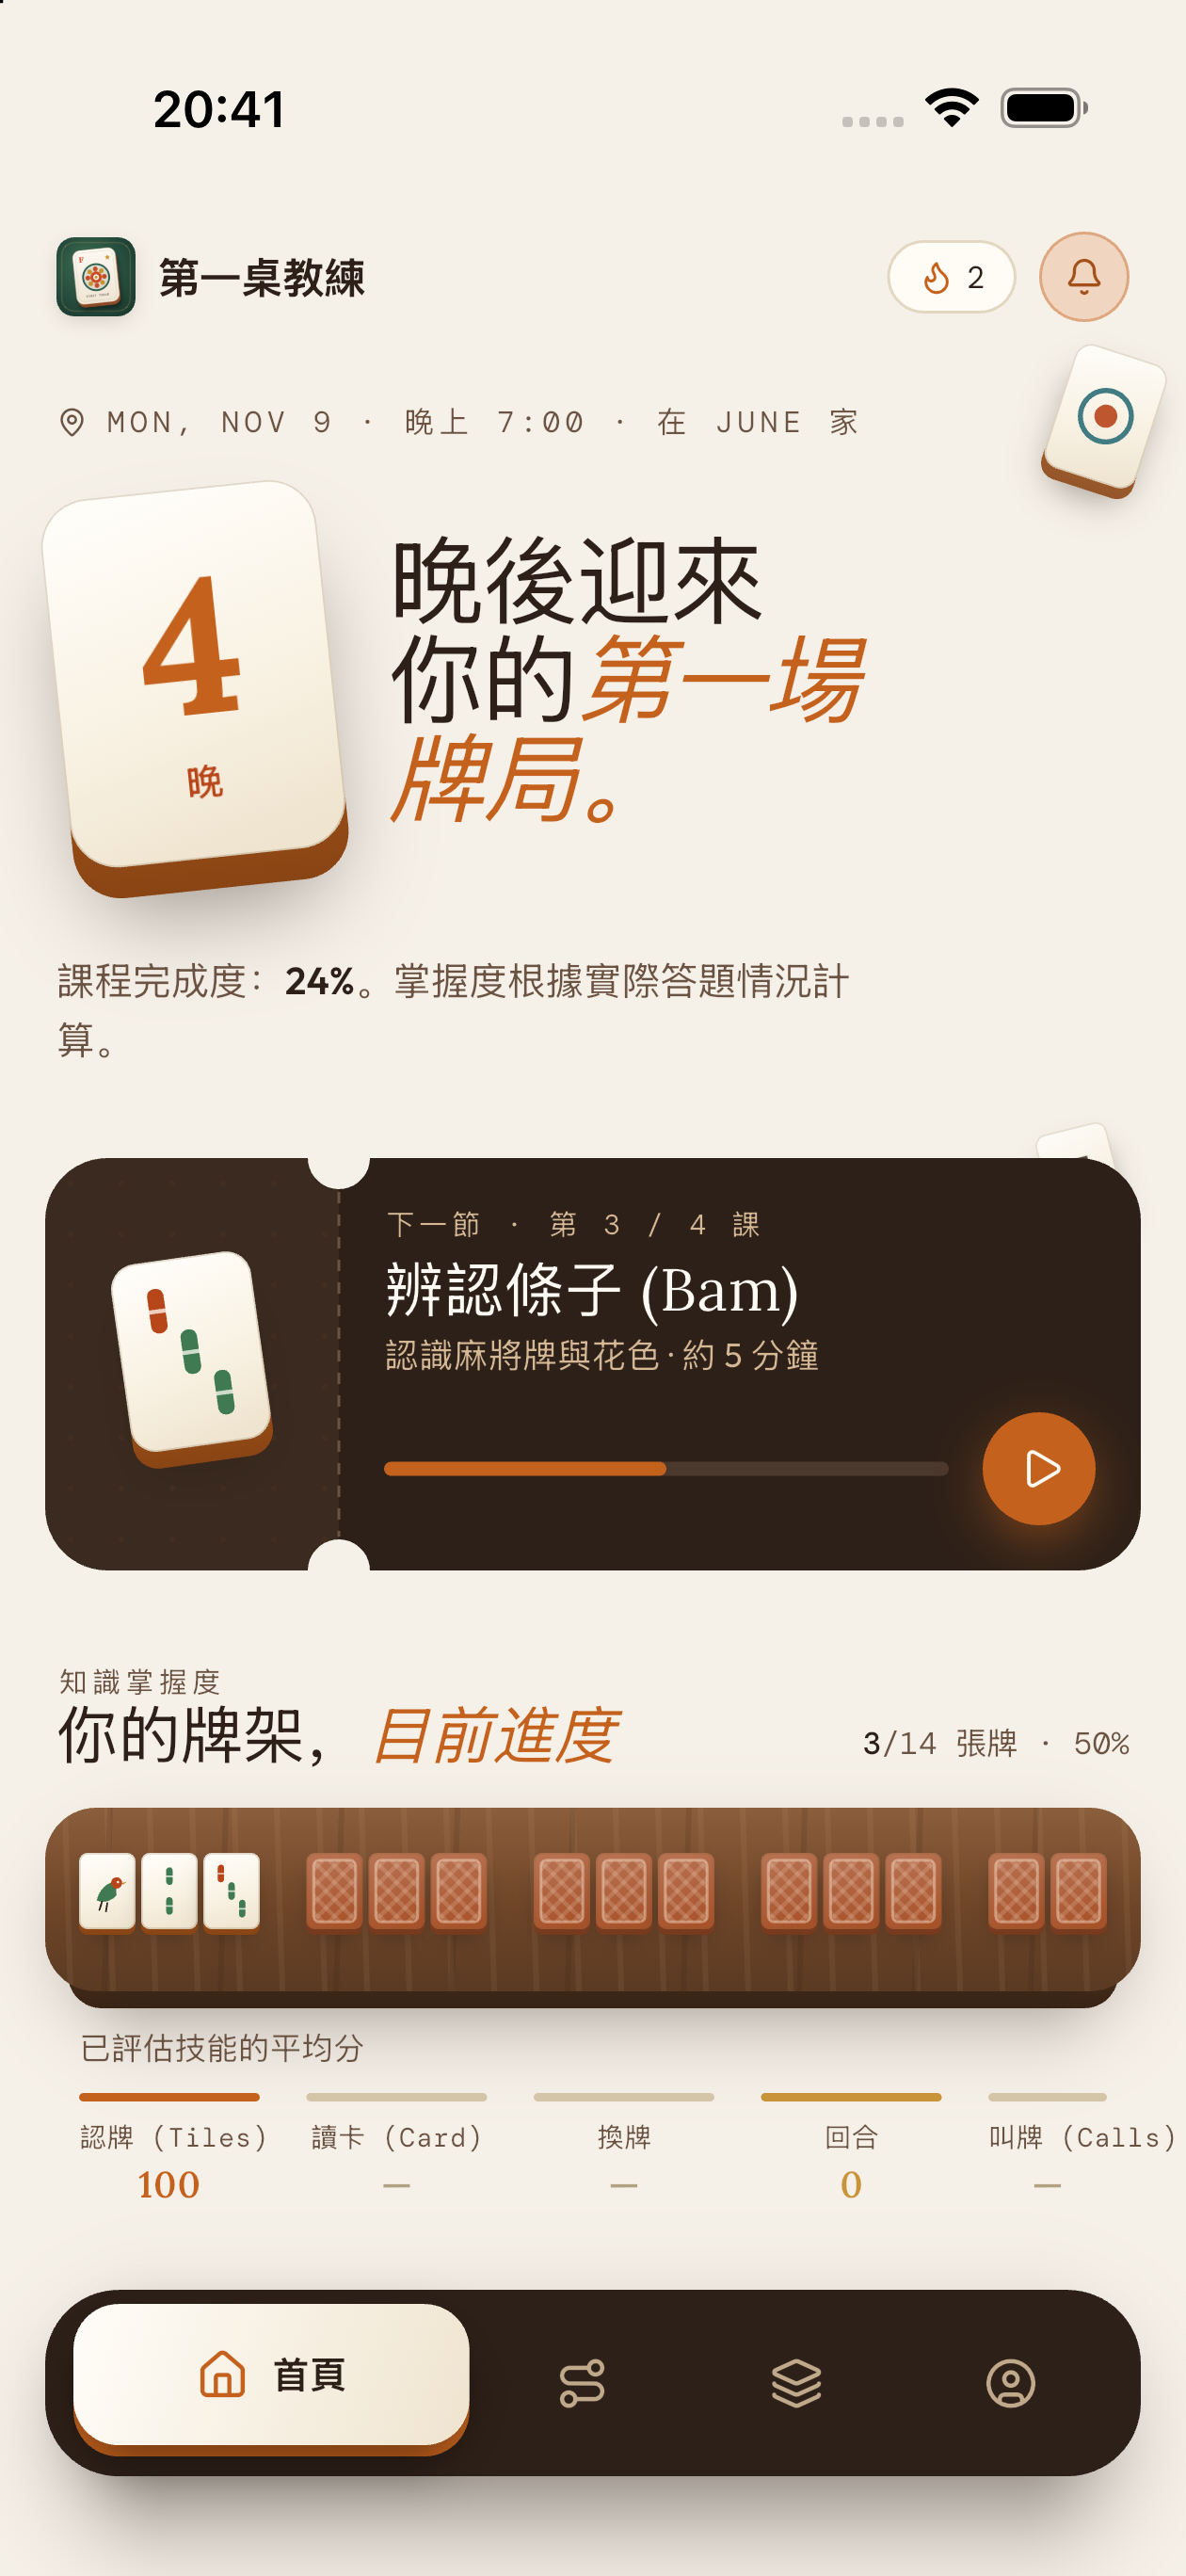 20:41
第一桌教練
2
MON, NOV 9 · 晚上 7:00 · 在 JUNE 家
4
晚
晚後迎來
你的第一場
牌局。
課程完成度：24%。掌握度根據實際答題情況計
算。
下一節 · 第 3 / 4 課
辨認條子 (Bam)
認識麻將牌與花色·約 5 分鐘
知識掌握度
你的牌架，目前進度
3/14 張牌 · 50%
已評估技能的平均分
認牌 (Tiles)
讀卡 (Card)
換牌
回合
叫牌 (Calls)
100
—
—
0
—
首頁